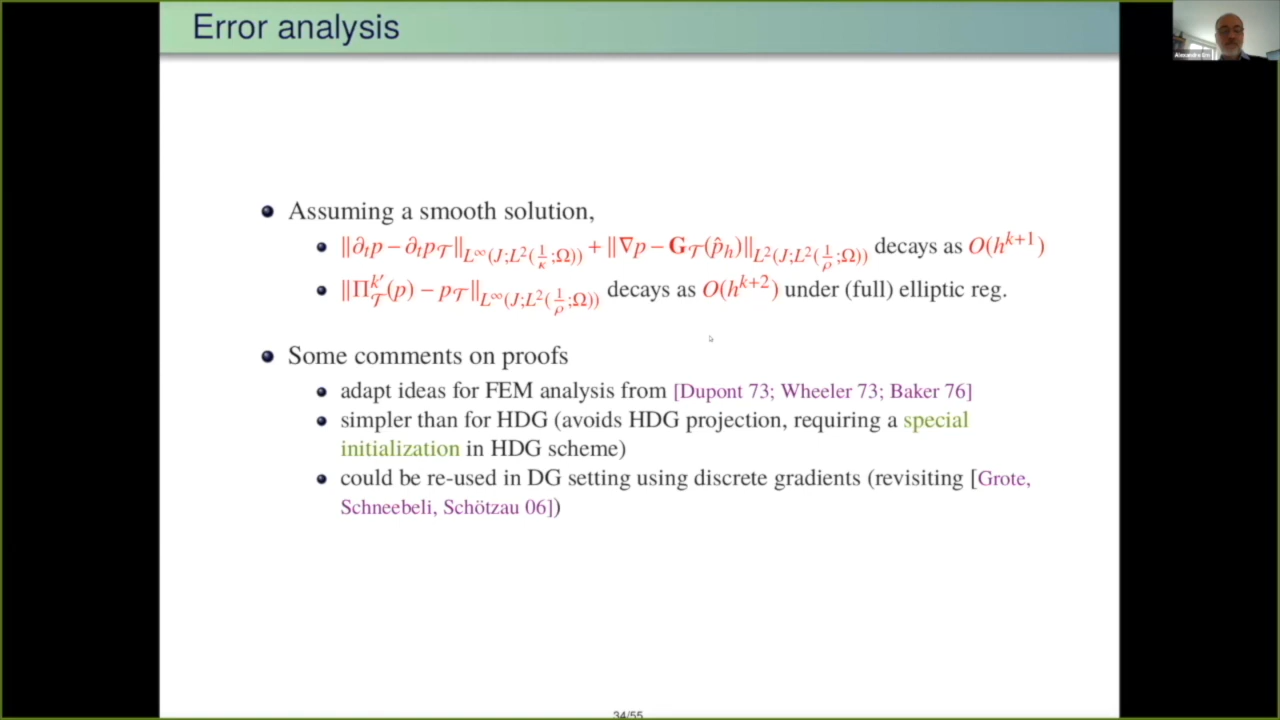 Error analysis
Assuming a smooth solution,
‖∂ₜp − ∂ₜp_𝒯‖_{L^∞(J;L²(1/κ;Ω))} + ‖∇p − G_𝒯(p̂ₕ)‖_{L²(J;L²(1/ρ;Ω))} decays as O(h^{k+1})
‖Π_𝒯^{k′}(p) − p_𝒯‖_{L^∞(J;L²(1/ρ;Ω))} decays as O(h^{k+2}) under (full) elliptic reg.
Some comments on proofs
adapt ideas for FEM analysis from [Dupont 73; Wheeler 73; Baker 76]
simpler than for HDG (avoids HDG projection, requiring a special
initialization in HDG scheme)
could be re-used in DG setting using discrete gradients (revisiting [Grote,
Schneebeli, Schötzau 06])
34/55